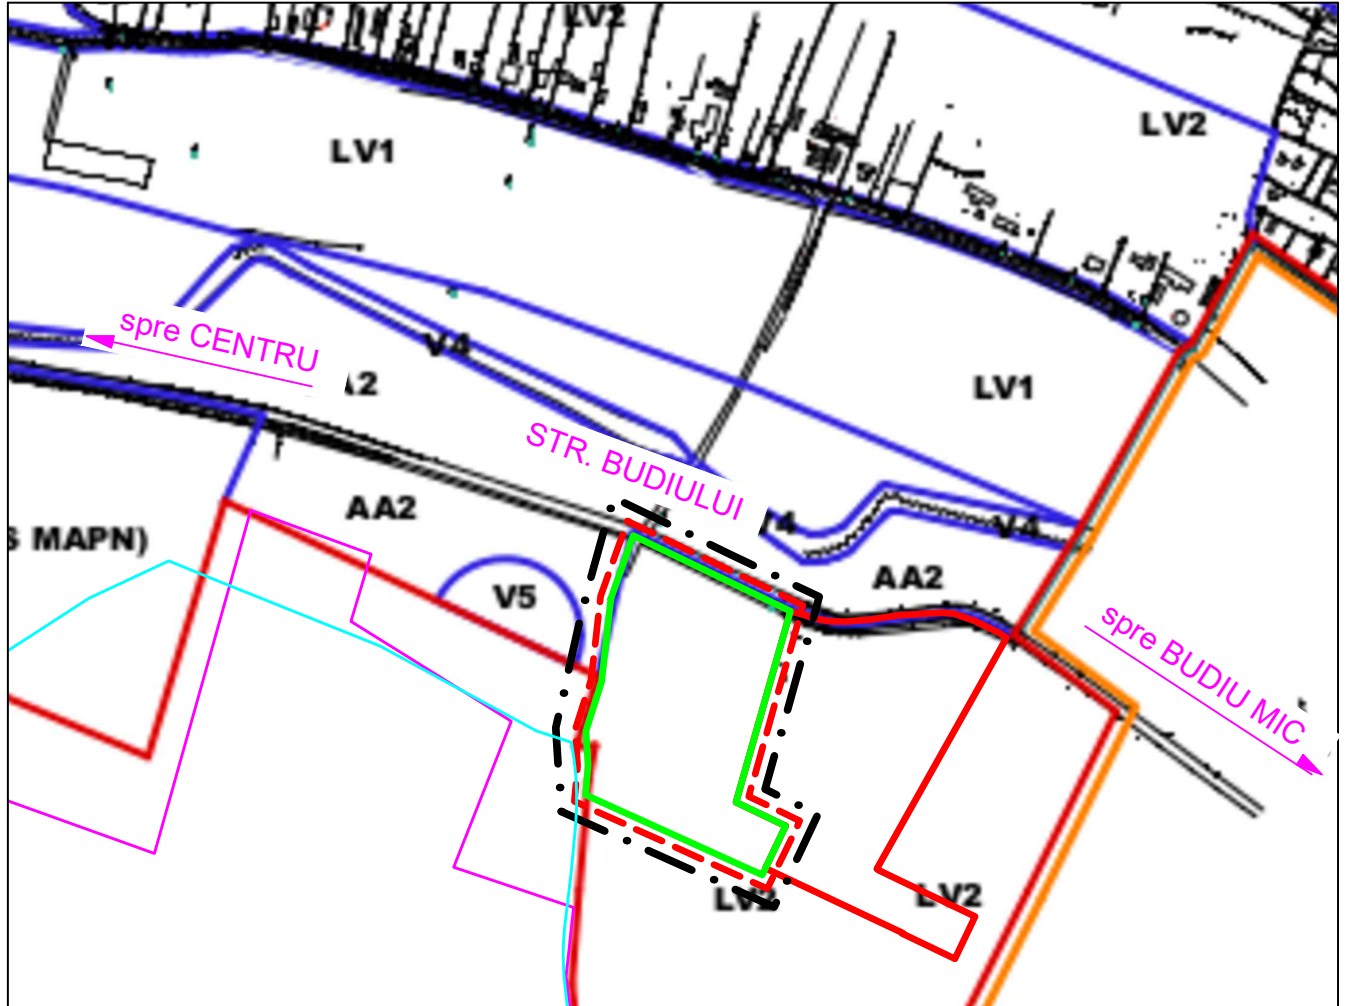 LV2
LV2
LV1
spre CENTRU
V4
LV1
STR. BUDIULUI
V4
AA2
S MAPN)
AA2
V5
spre BUDIU MIC
LV2
LV2